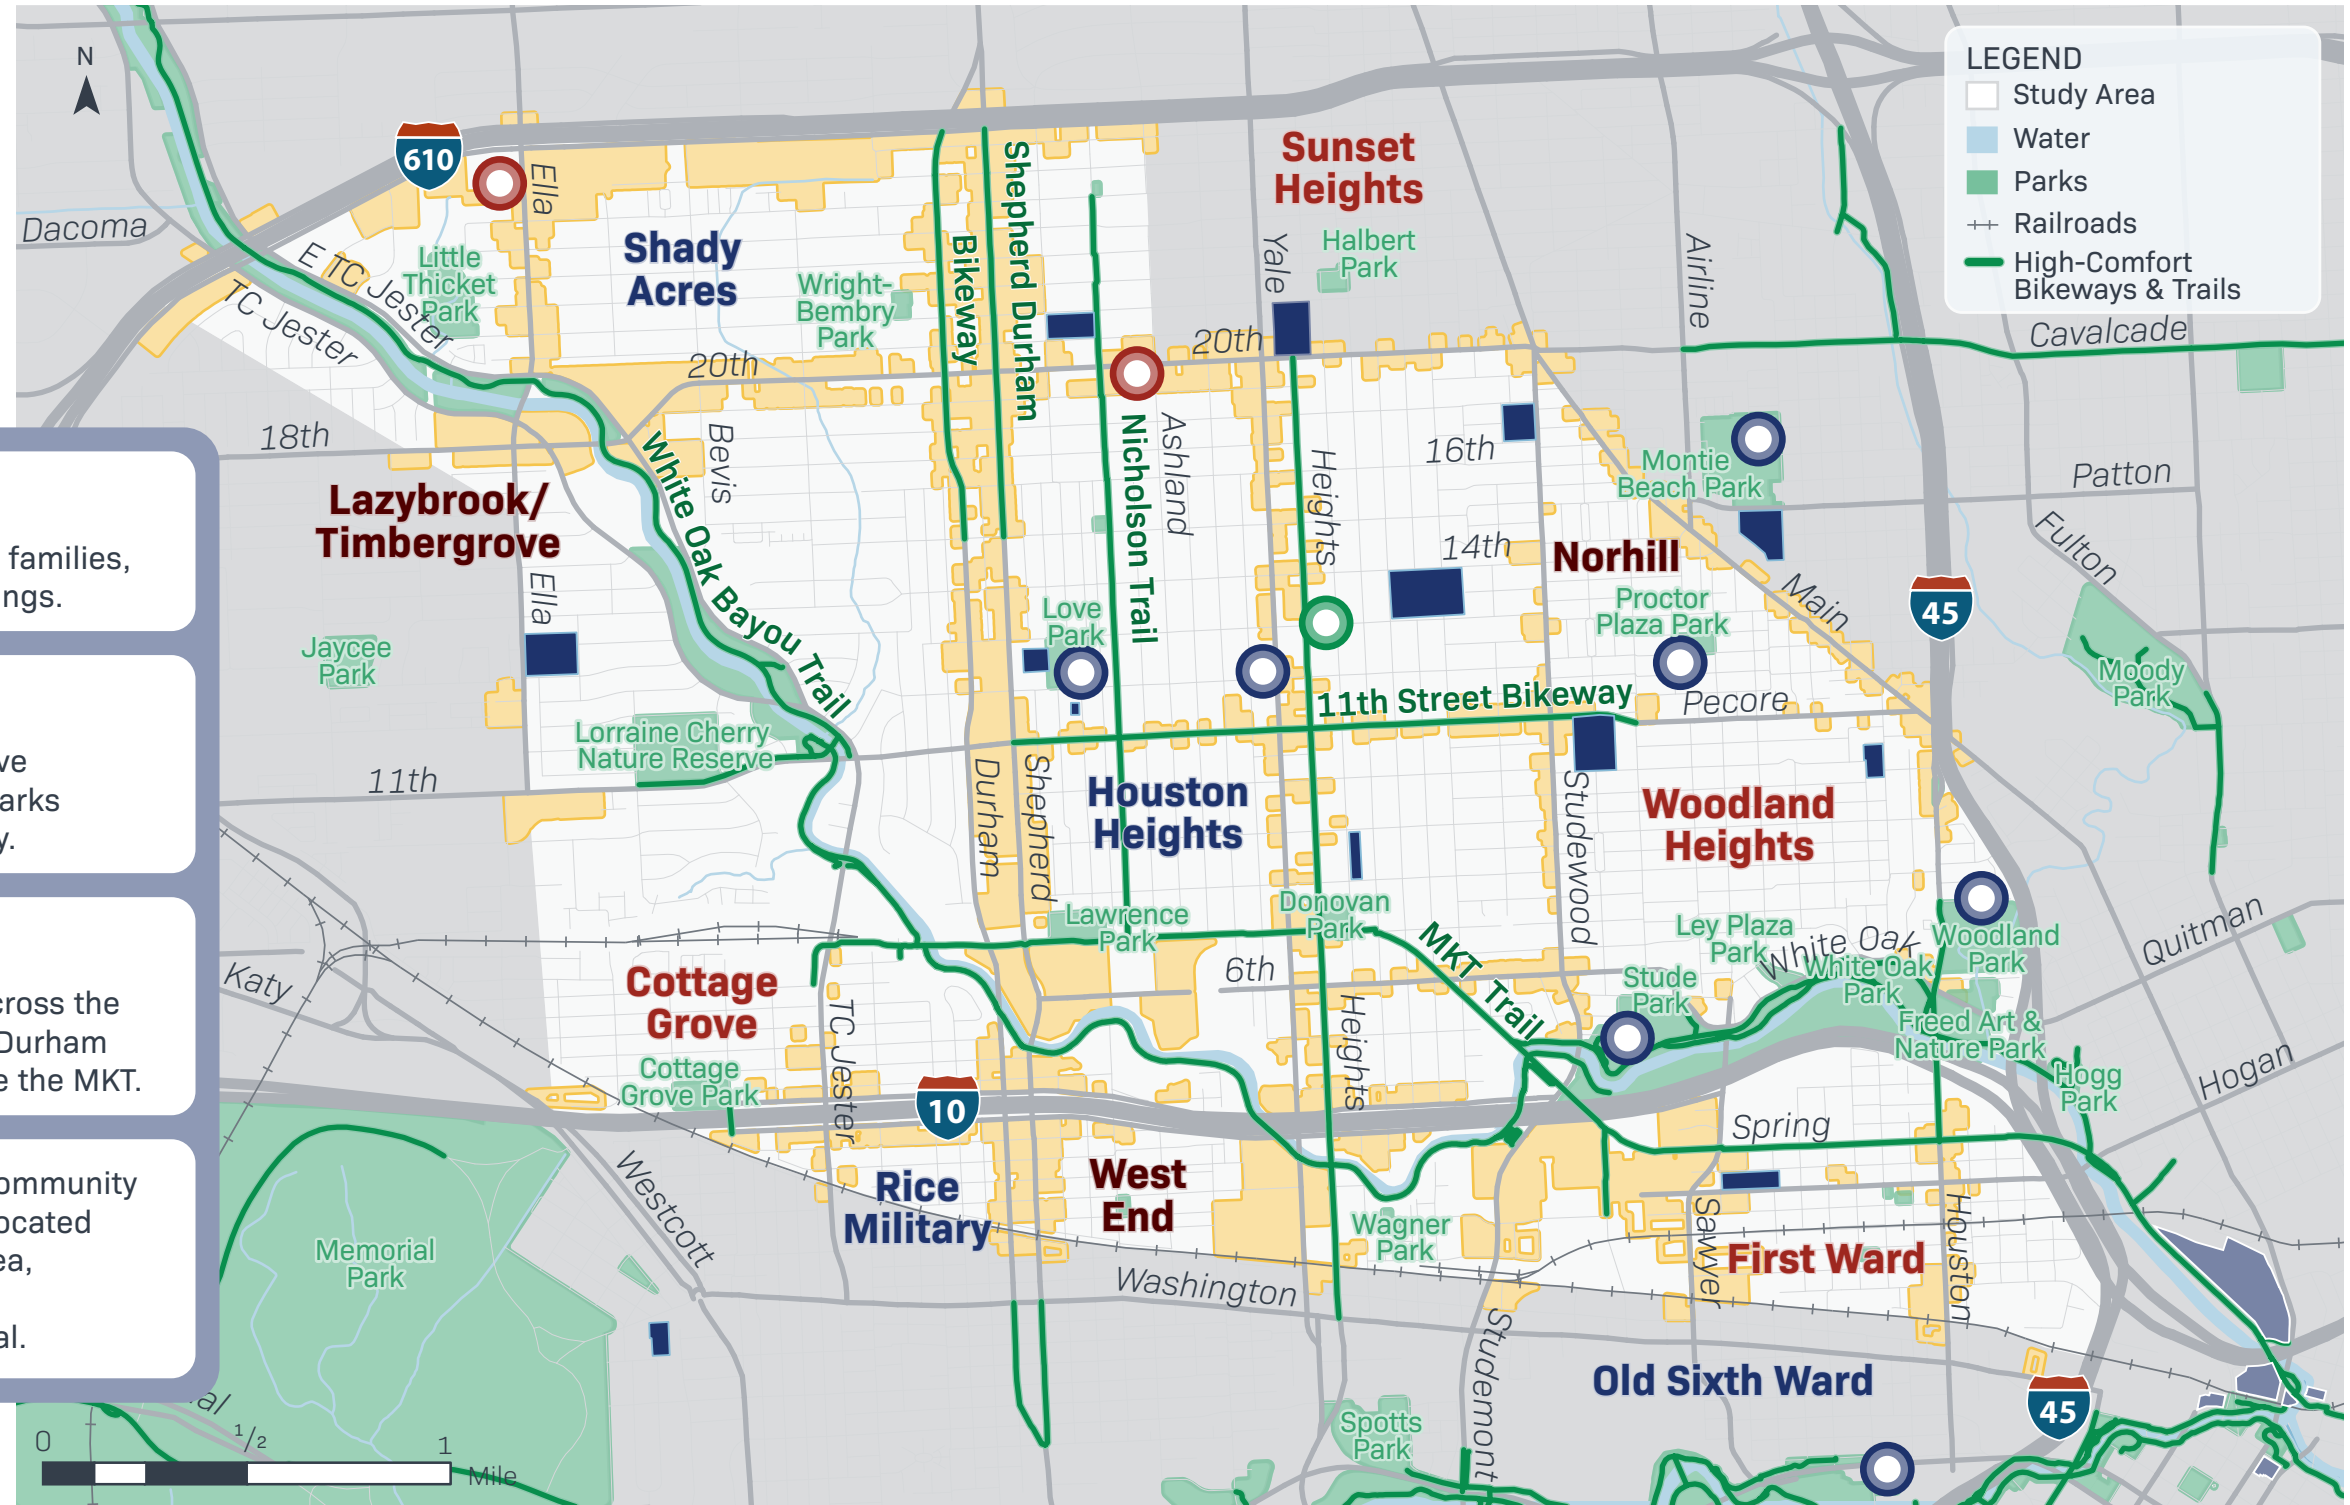 N
LEGEND
Study Area
Water
Parks
Railroads
High-Comfort
Bikeways & Trails
610
Ella
Dacoma
E TC Jester
TC Jester
Little
Thicket
Park
Shady
Acres
Wright-
Bembry
Park
Bikeway
Shepherd Durham
Sunset
Heights
Halbert
Park
Yale
Airline
Cavalcade
20th
20th
18th
Bevis
White Oak Bayou Trail
Nicholson Trail
Ashland
Heights
16th
14th
Montie
Beach Park
Patton
Fulton
Lazybrook/
Timbergrove
Ella
Norhill
Proctor
Plaza Park
Main
45
Moody
Park
Love
Park
Jaycee
Park
11th Street Bikeway
Pecore
Lorraine Cherry
Nature Reserve
11th
Durham
Shepherd
Houston
Heights
Studewood
Woodland
Heights
Lawrence
Park
Donovan
Park
MKT
Trail
Ley Plaza
Park
White Oak
White Oak
Park
Woodland
Park
Quitman
Katy
Cottage
Grove
6th
Stude
Park
Freed Art &
Nature Park
Hogan
TC Jester
Heights
Cottage
Grove Park
10
Hogg
Park
Spring
Westcott
Rice
Military
West
End
Wagner
Park
Sawyer
Houston
First Ward
Memorial
Park
Washington
Studemont
Old Sixth Ward
45
Spotts
Park
families,
ngs.
ve
arks
y.
cross the
Durham
e the MKT.
ommunity
ocated
ea,
al.
al
0
1/2
1
Mile